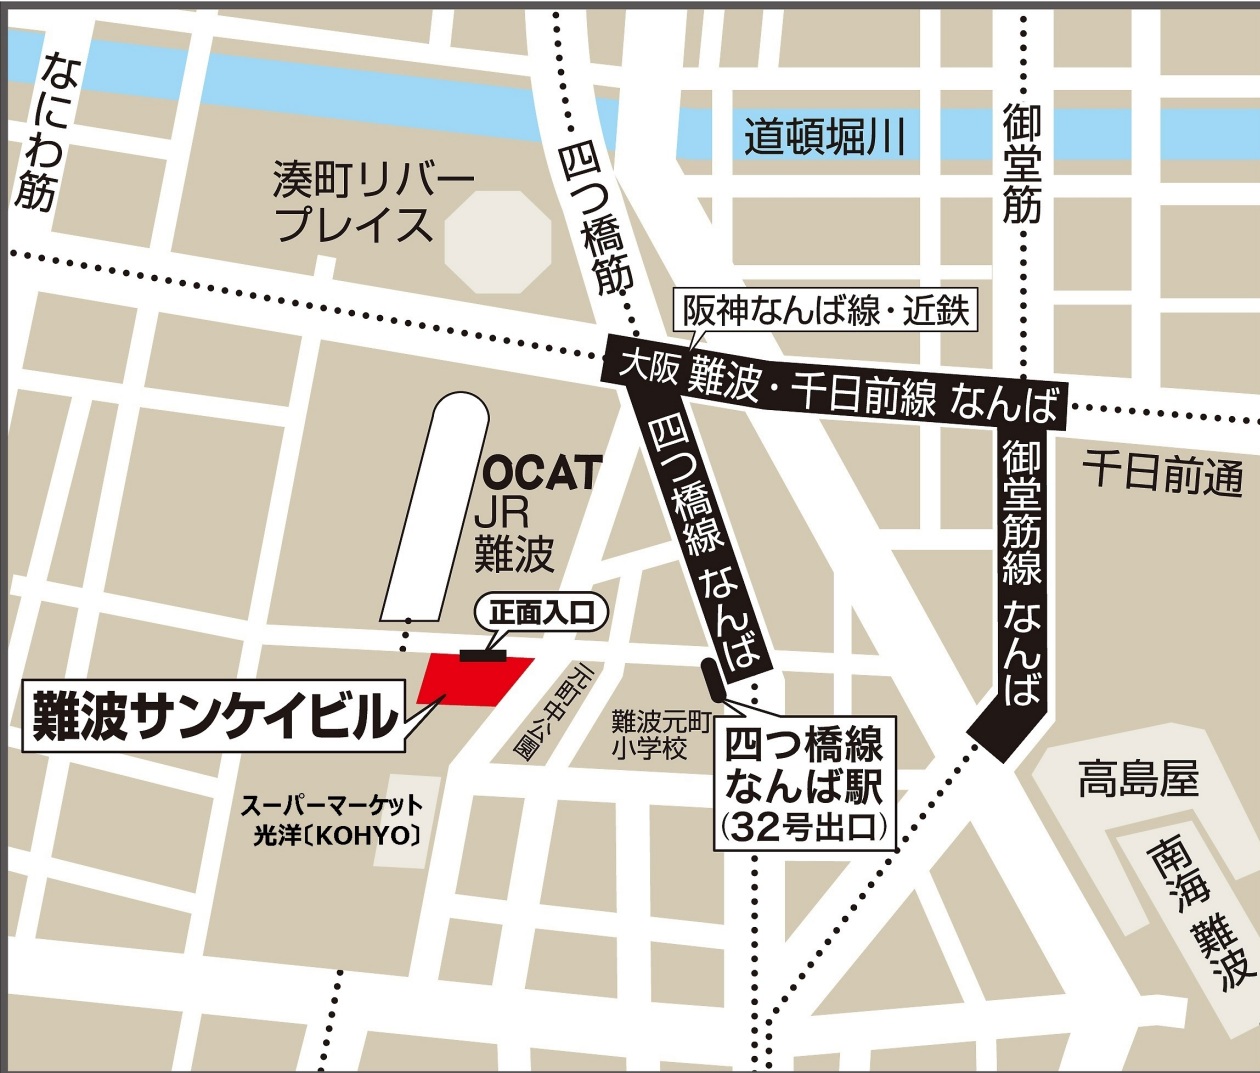 なにわ筋
四つ橋筋
道頓堀川
御堂筋
湊町リバー
プレイス
阪神なんば線・近鉄
大阪 難波・千日前線 なんば
千日前通
四つ橋線 なんば
御堂筋線 なんば
OCAT
JR
難波
正面入口
難波サンケイビル
元町中公園
難波元町
小学校
四つ橋線
なんば駅
(32号出口)
高島屋
南海 難波
スーパーマーケット
光洋〔KOHYO〕